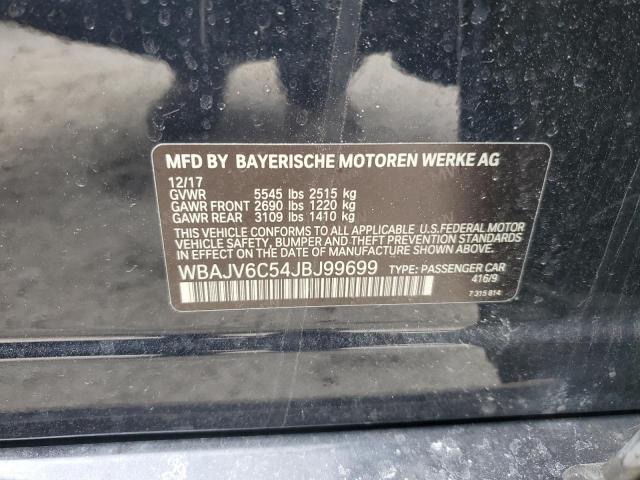 MFD BY BAYERISCHE MOTOREN WERKE AG
12/17
GVWR 5545 lbs 2515 kg
GAWR FRONT 2690 lbs 1220 kg
GAWR REAR 3109 lbs 1410 kg
THIS VEHICLE CONFORMS TO ALL APPLICABLE U.S.FEDERAL MOTOR
VEHICLE SAFETY, BUMPER AND THEFT PREVENTION STANDARDS
IN EFFECT ON THE DATE OF MANUFACTURE SHOWN ABOVE.
WBAJV6C54JBJ99699 TYPE: PASSENGER CAR
416/9
7 315 814